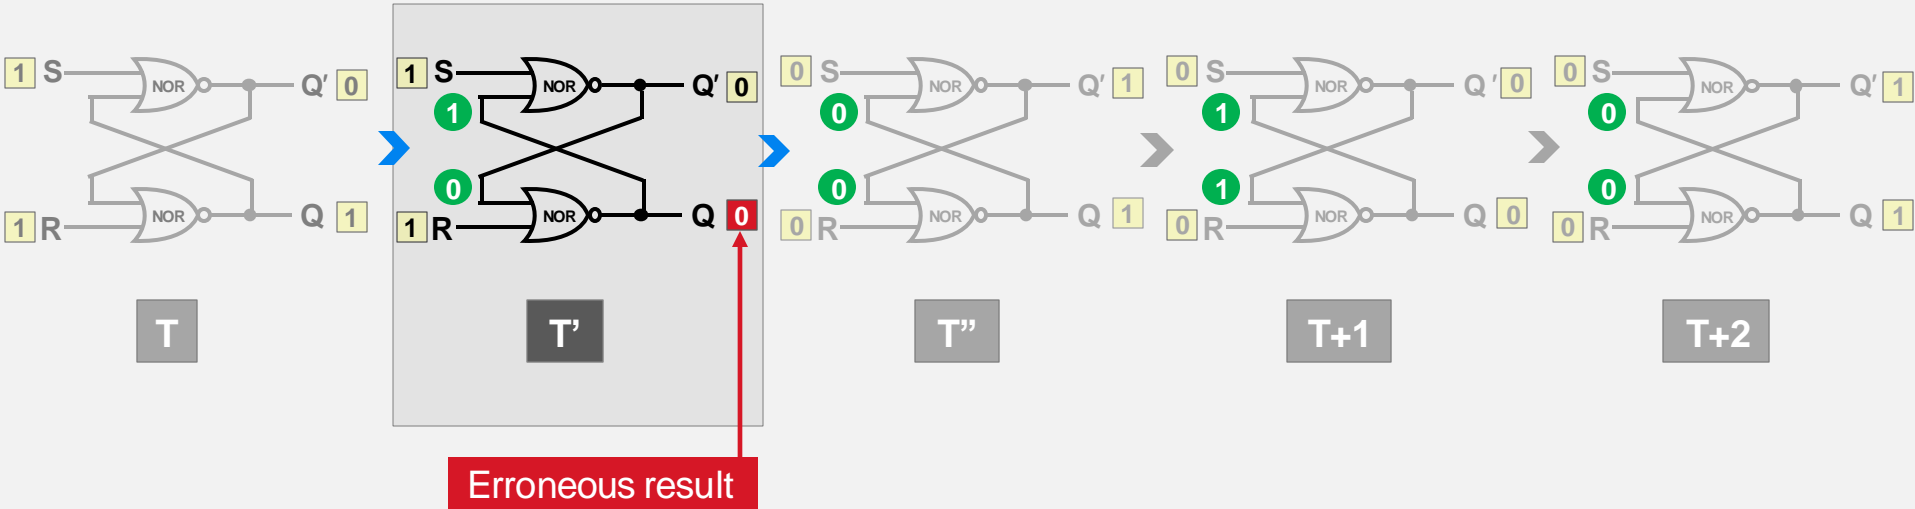 1 S NOR Q' 0
1 R NOR Q 1
T
1 S NOR Q' 0
1
0
1 R NOR Q 0
T’
Erroneous result
0 S NOR Q' 1
0
0
0 R NOR Q 1
T”
0 S NOR Q' 0
1
1
0 R NOR Q 0
T+1
0 S NOR Q' 1
0
0
0 R NOR Q 1
T+2